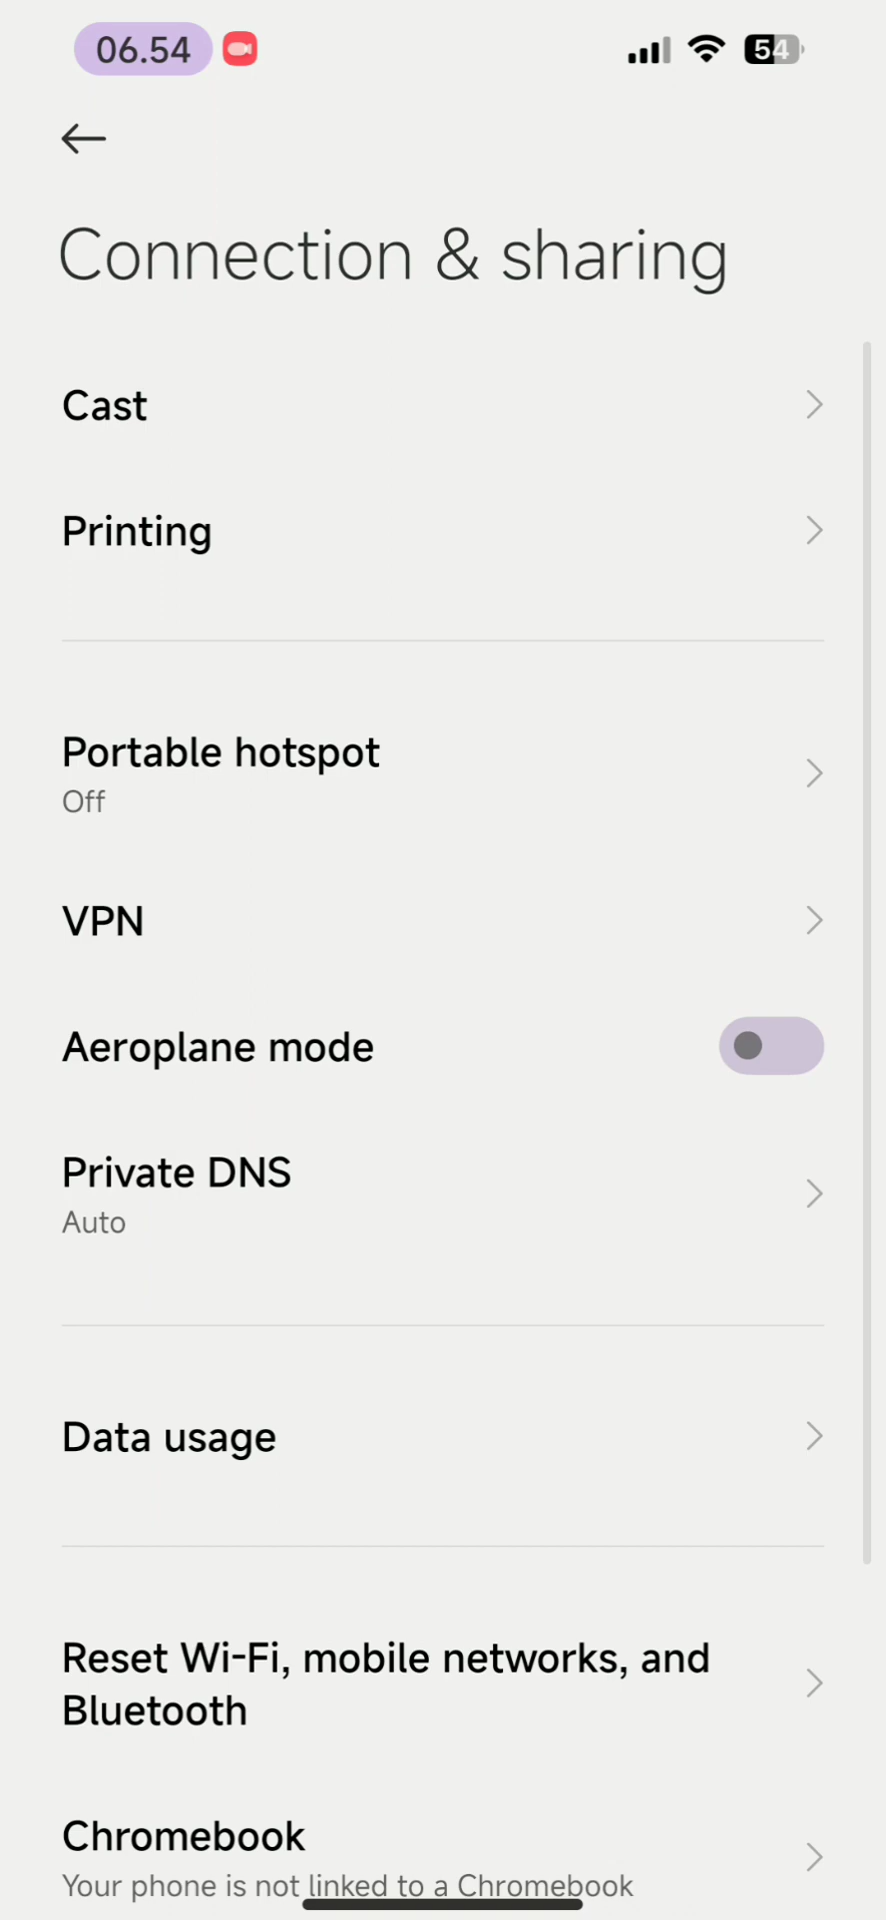 06.54
54
Connection & sharing
Cast
Printing
Portable hotspot
Off
VPN
Aeroplane mode
Private DNS
Auto
Data usage
Reset Wi-Fi, mobile networks, and
Bluetooth
Chromebook
Your phone is not linked to a Chromebook